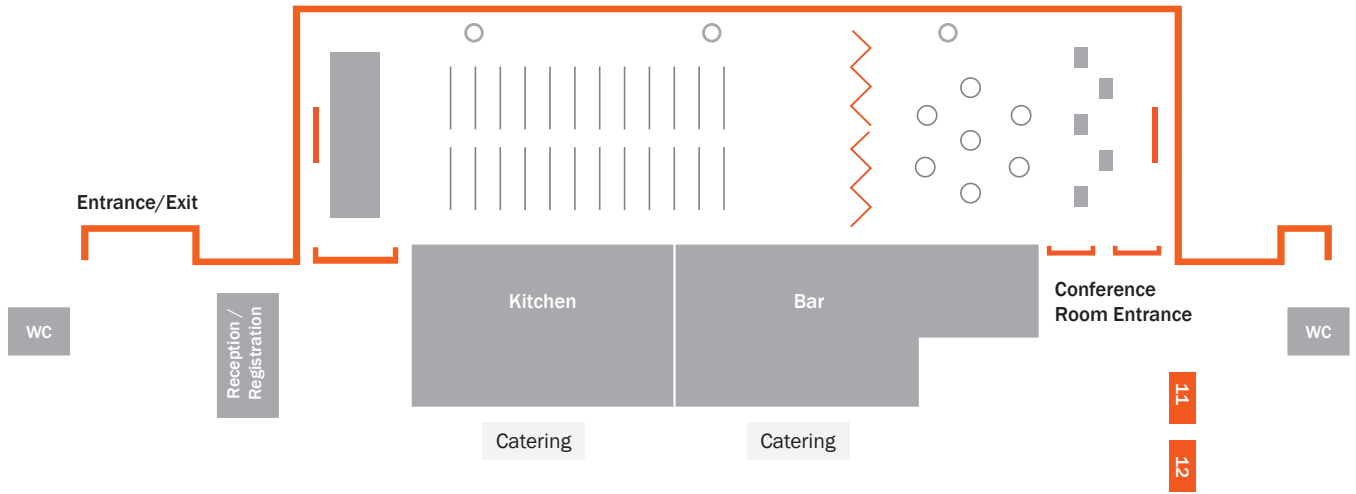 Entrance/Exit
Kitchen
Bar
Conference
Room Entrance
WC
Reception /
Registration
WC
11
12
Catering
Catering